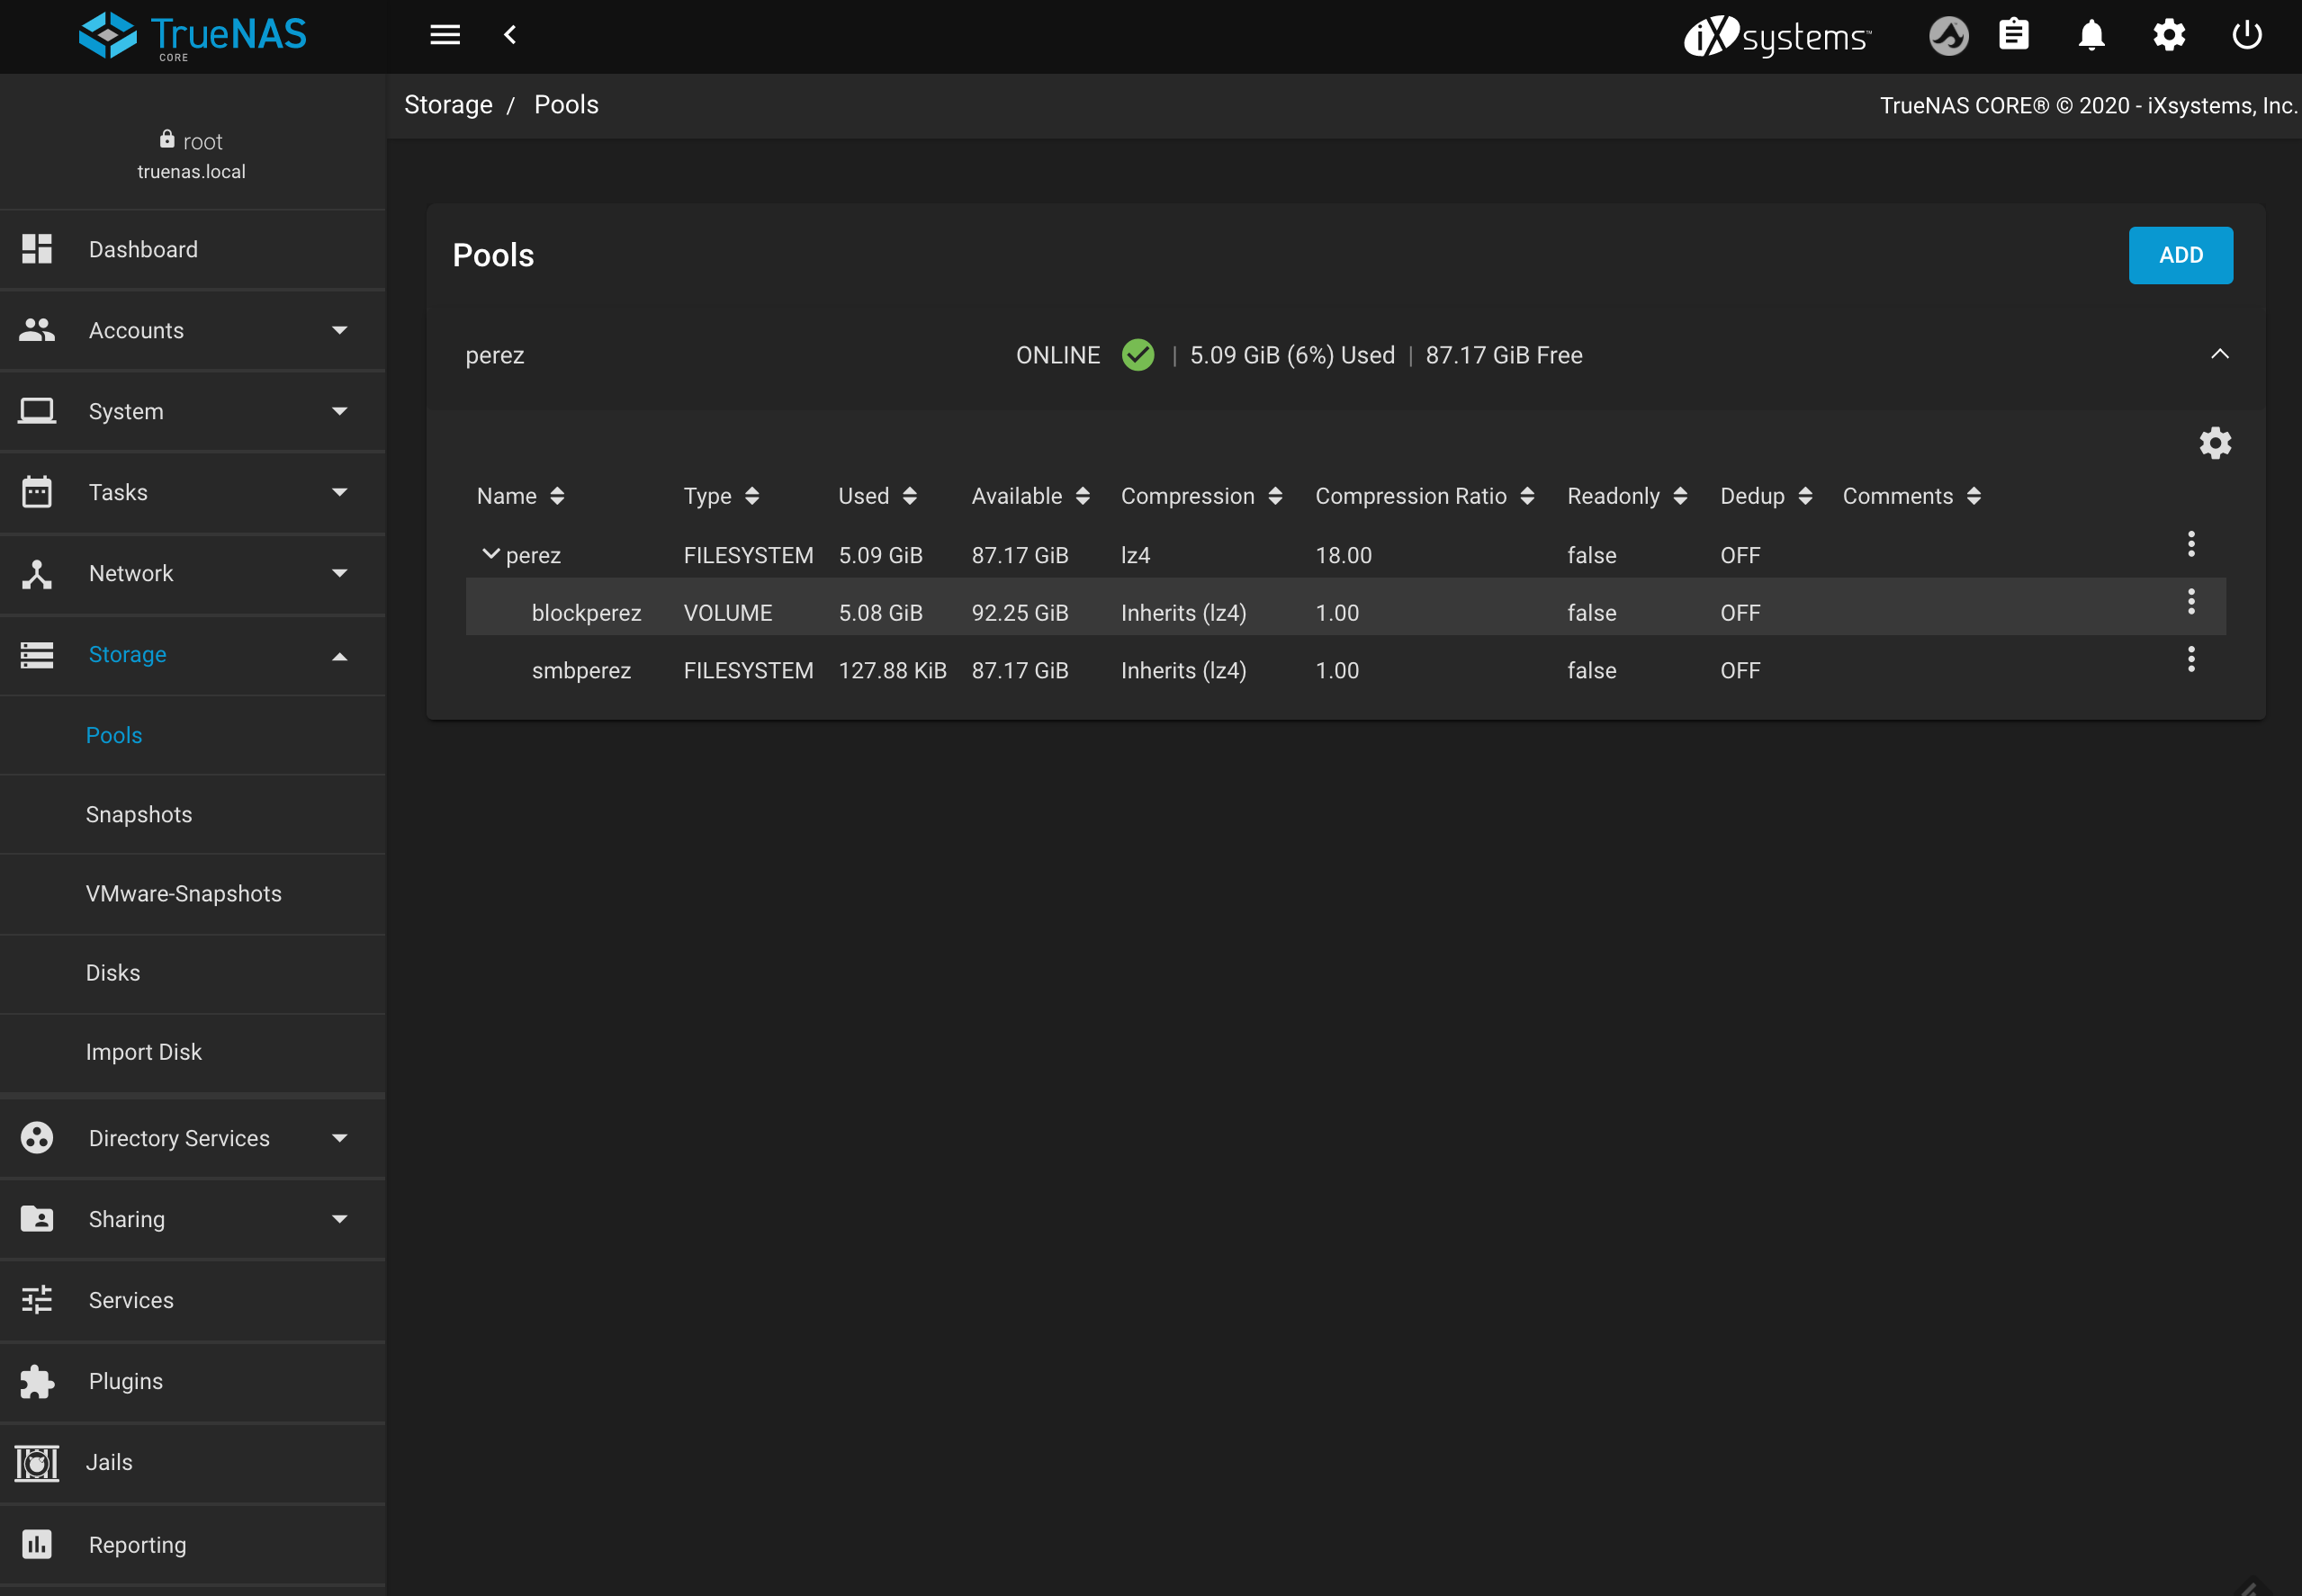 TrueNAS
CORE
iXsystems™
root
truenas.local
Storage / Pools
TrueNAS CORE® © 2020 - iXsystems, Inc.
Dashboard
Accounts
System
Tasks
Network
Storage
Pools
Snapshots
VMware-Snapshots
Disks
Import Disk
Directory Services
Sharing
Services
Plugins
Jails
Reporting
Pools
ADD
perez ONLINE | 5.09 GiB (6%) Used | 87.17 GiB Free
Name Type Used Available Compression Compression Ratio Readonly Dedup Comments
perez FILESYSTEM 5.09 GiB 87.17 GiB lz4 18.00 false OFF
blockperez VOLUME 5.08 GiB 92.25 GiB Inherits (lz4) 1.00 false OFF
smbperez FILESYSTEM 127.88 KiB 87.17 GiB Inherits (lz4) 1.00 false OFF